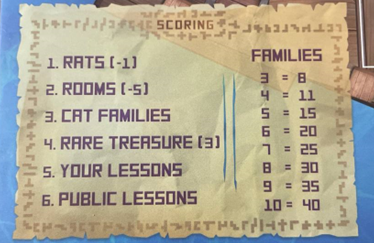 SCORING
1. RATS (-1)
2. ROOMS (-5)
3. CAT FAMILIES
4. RARE TREASURE (3)
5. YOUR LESSONS
6. PUBLIC LESSONS
FAMILIES
3 = 8
4 = 11
5 = 15
6 = 20
7 = 25
8 = 30
9 = 35
10 = 40